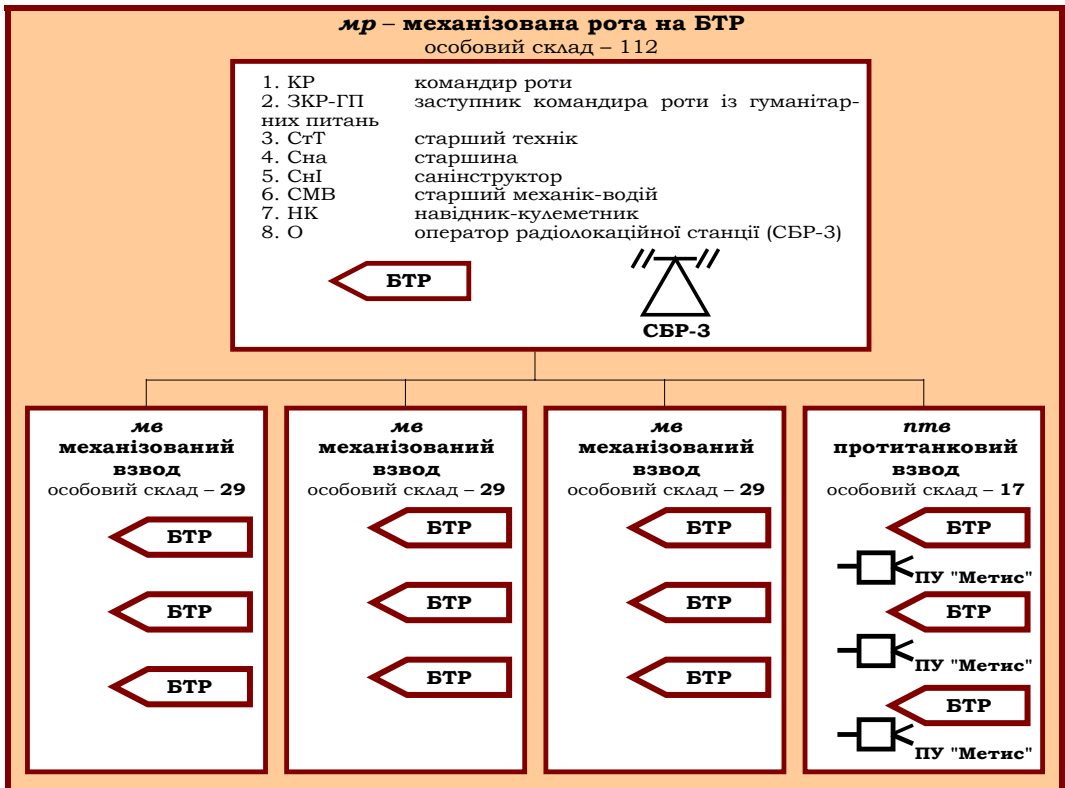 мр – механізована рота на БТР
особовий склад – 112
1. КР командир роти
2. ЗКР-ГП заступник командира роти із гуманітар-
них питань
3. СтТ старший технік
4. Сна старшина
5. СнІ санінструктор
6. СМВ старший механік-водій
7. НК навідник-кулеметник
8. О оператор радіолокаційної станції (СБР-3)
БТР
СБР-3
мв
механізований
взвод
особовий склад – 29
БТР
БТР
БТР
мв
механізований
взвод
особовий склад – 29
БТР
БТР
БТР
мв
механізований
взвод
особовий склад – 29
БТР
БТР
БТР
птв
протитанковий
взвод
особовий склад – 17
БТР
ПУ "Метис"
БТР
ПУ "Метис"
БТР
ПУ "Метис"